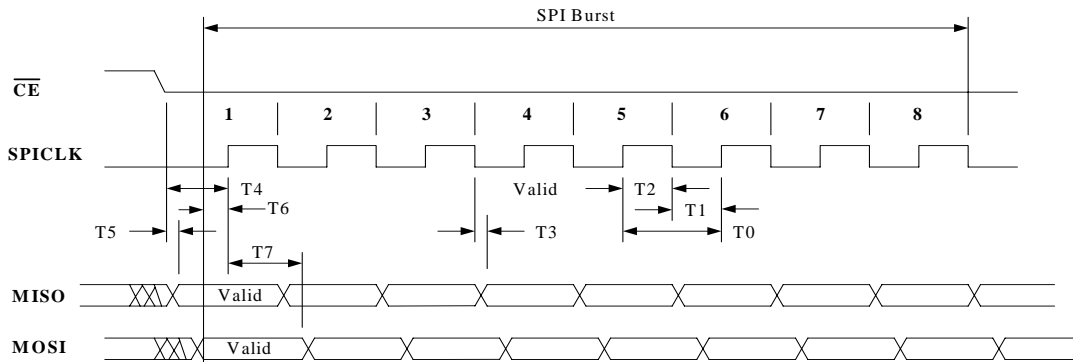 SPI Burst
CE
1 2 3 4 5 6 7 8
SPICLK
T4 Valid T2
T6 T1
T5 T3 T0
T7
MISO Valid
MOSI Valid